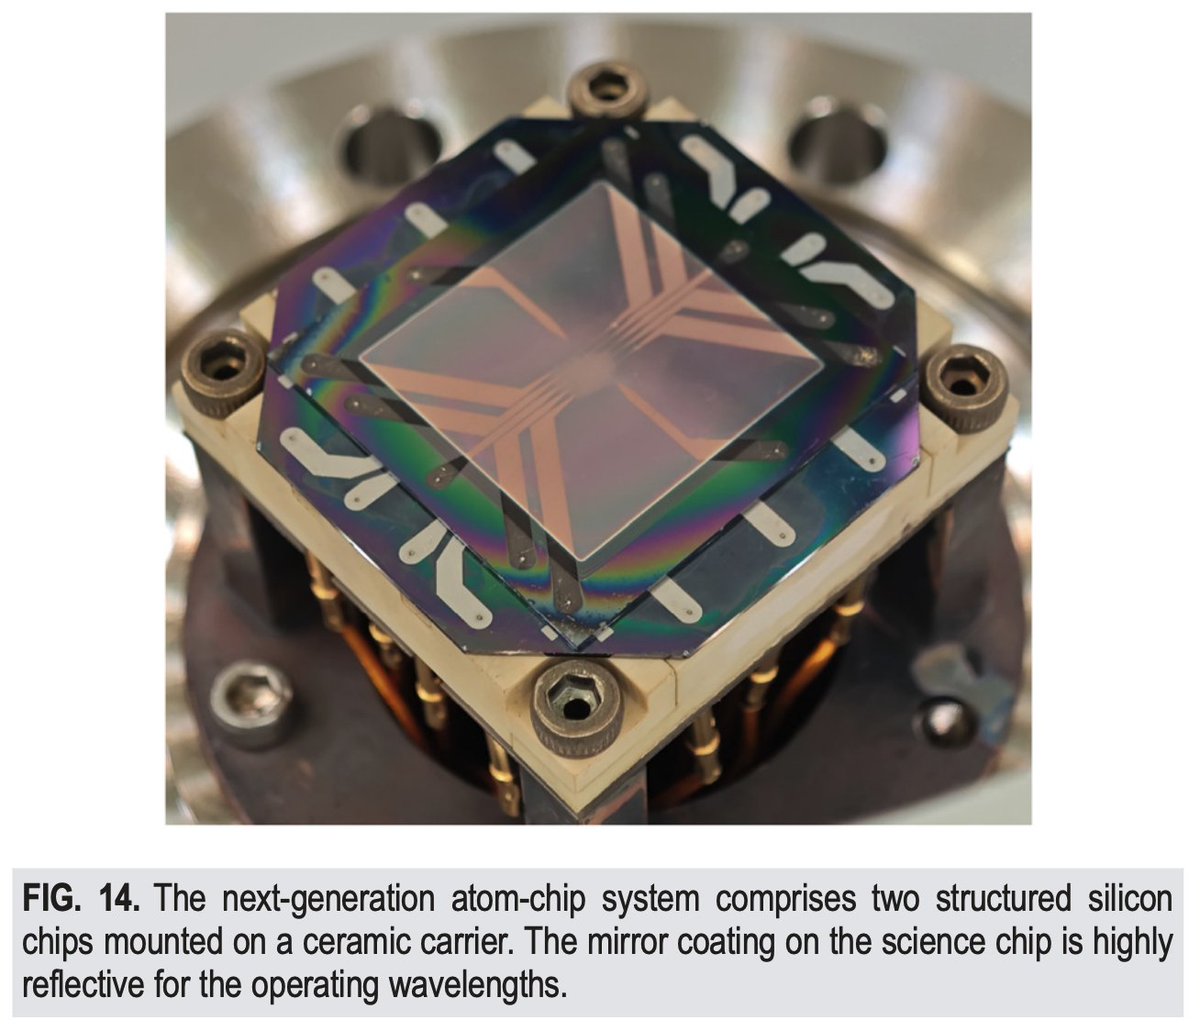 FIG. 14. The next-generation atom-chip system comprises two structured silicon
chips mounted on a ceramic carrier. The mirror coating on the science chip is highly
reflective for the operating wavelengths.